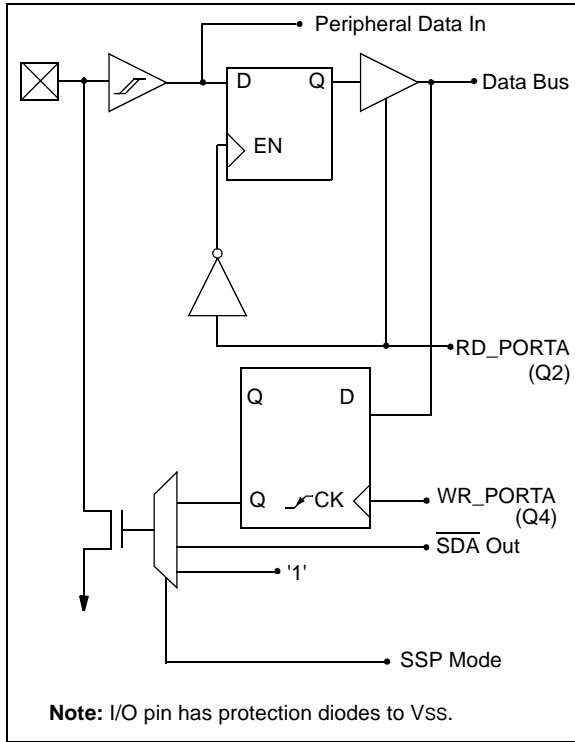 Peripheral Data In
D
Q
Data Bus
EN
RD_PORTA
(Q2)
Q
D
Q
CK
WR_PORTA
(Q4)
SDA Out
'1'
SSP Mode
Note: I/O pin has protection diodes to VSS.